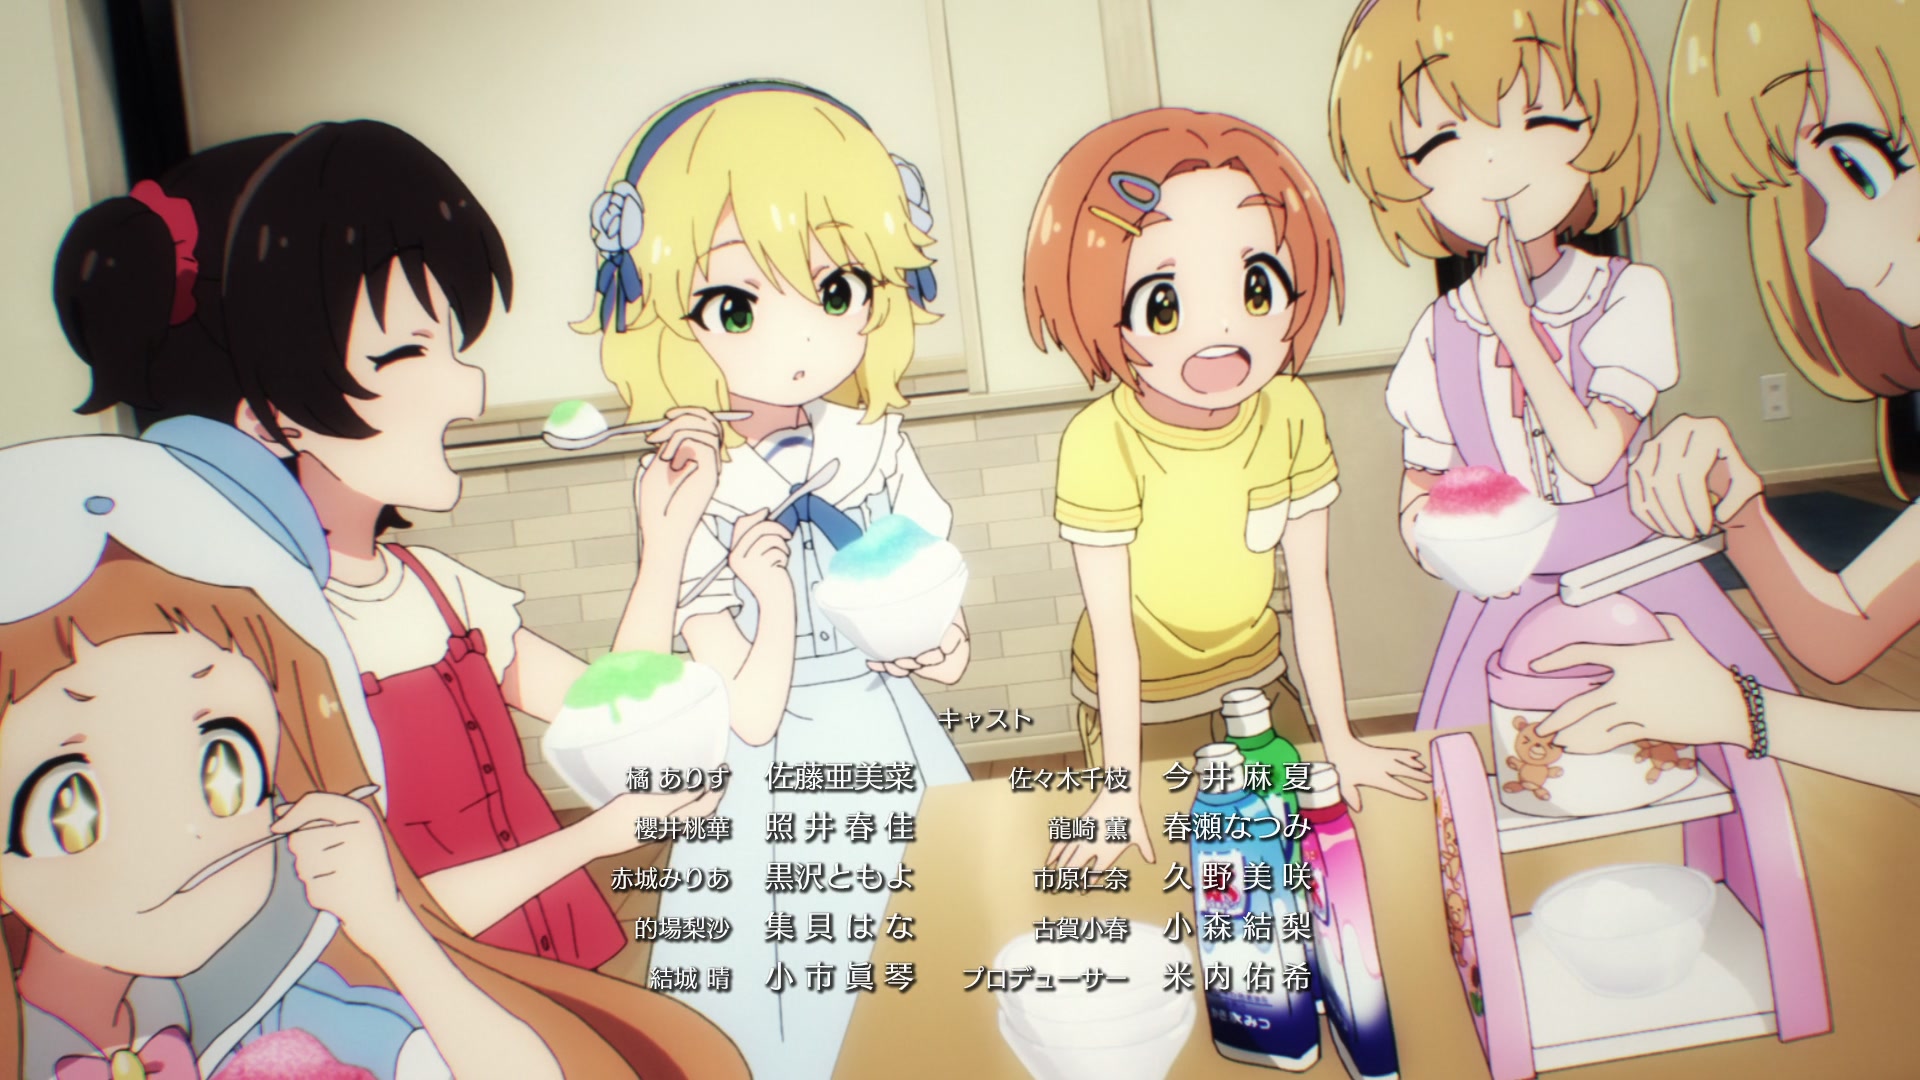 キャスト
橘 ありす 佐藤亜美菜 佐々木千枝 今井麻夏
櫻井桃華 照井春佳 龍崎 薫 春瀬なつみ
赤城みりあ 黒沢ともよ 市原仁奈 久野美咲
的場梨沙 集貝はな 古賀小春 小森結梨
結城 晴 小市眞琴 プロデューサー 米内佑希